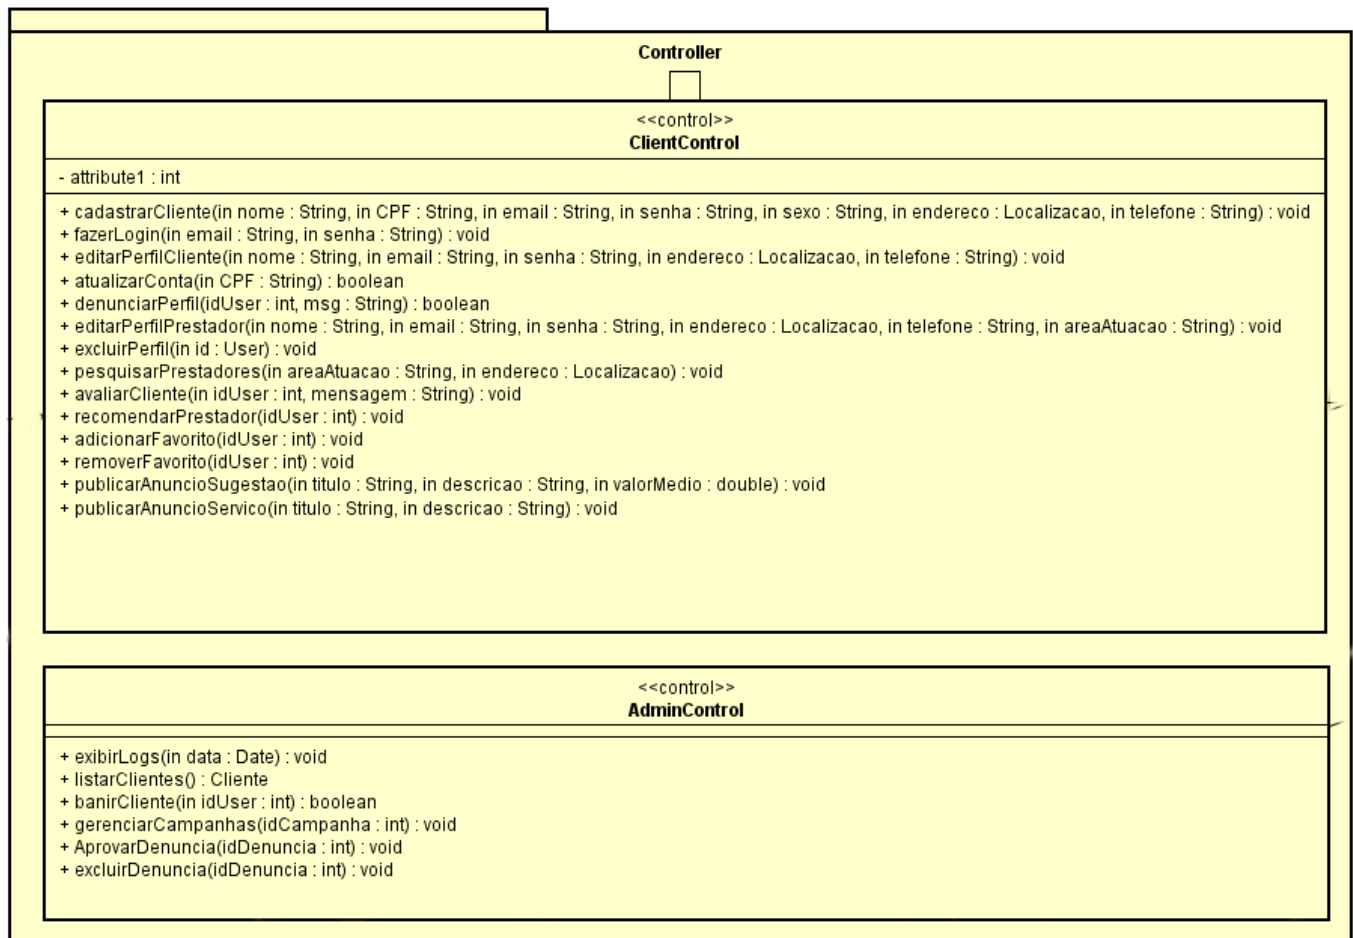 Controller
<<control>>
ClientControl
- attribute1 : int
+ cadastrarCliente(in nome : String, in CPF : String, in email : String, in senha : String, in sexo : String, in endereco : Localizacao, in telefone : String) : void
+ fazerLogin(in email : String, in senha : String) : void
+ editarPerfilCliente(in nome : String, in email : String, in senha : String, in endereco : Localizacao, in telefone : String) : void
+ atualizarConta(in CPF : String) : boolean
+ denunciarPerfil(idUser : int, msg : String) : boolean
+ editarPerfilPrestador(in nome : String, in email : String, in senha : String, in endereco : Localizacao, in telefone : String, in areaAtuacao : String) : void
+ excluirPerfil(in id : User) : void
+ pesquisarPrestadores(in areaAtuacao : String, in endereco : Localizacao) : void
+ avaliarCliente(in idUser : int, mensagem : String) : void
+ recomendarPrestador(idUser : int) : void
+ adicionarFavorito(idUser : int) : void
+ removerFavorito(idUser : int) : void
+ publicarAnuncioSugestao(in titulo : String, in descricao : String, in valorMedio : double) : void
+ publicarAnuncioServico(in titulo : String, in descricao : String) : void
<<control>>
AdminControl
+ exibirLogs(in data : Date) : void
+ listarClientes() : Cliente
+ banirCliente(in idUser : int) : boolean
+ gerenciarCampanhas(idCampanha : int) : void
+ AprovarDenuncia(idDenuncia : int) : void
+ excluirDenuncia(idDenuncia : int) : void